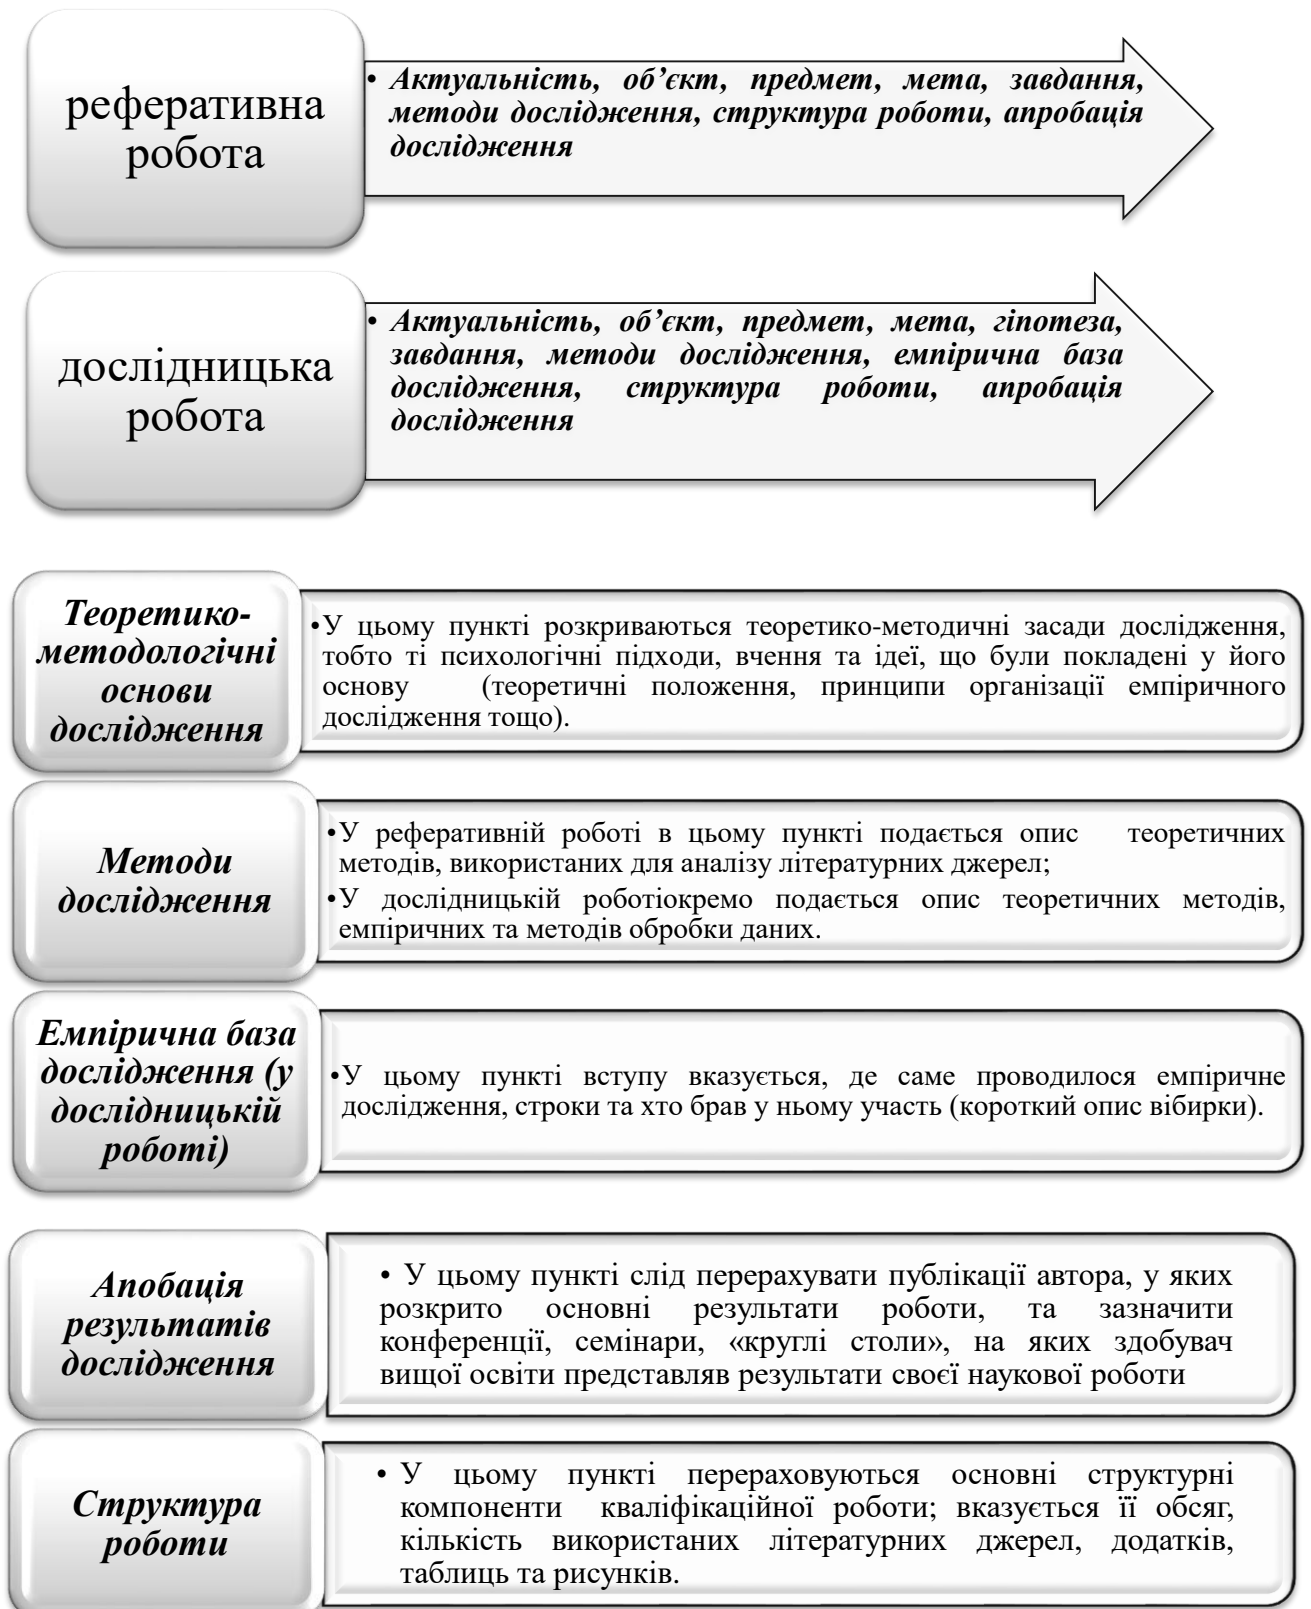 реферативна
робота
• Актуальність, об’єкт, предмет, мета, завдання,
методи дослідження, структура роботи, апробація
дослідження
дослідницька
робота
• Актуальність, об’єкт, предмет, мета, гіпотеза,
завдання, методи дослідження, емпірична база
дослідження, структура роботи, апробація
дослідження
Теоретико-
методологічні
основи
дослідження
•У цьому пункті розкриваються теоретико-методичні засади дослідження,
тобто ті психологічні підходи, вчення та ідеї, що були покладені у його
основу (теоретичні положення, принципи організації емпіричного
дослідження тощо).
Методи
дослідження
•У реферативній роботі в цьому пункті подається опис теоретичних
методів, використаних для аналізу літературних джерел;
•У дослідницькій роботіокремо подається опис теоретичних методів,
емпіричних та методів обробки даних.
Емпірична база
дослідження (у
дослідницькій
роботі)
•У цьому пункті вступу вказується, де саме проводилося емпіричне
дослідження, строки та хто брав у ньому участь (короткий опис вібирки).
Апобація
результатів
дослідження
• У цьому пункті слід перерахувати публікації автора, у яких
розкрито основні результати роботи, та зазначити
конференції, семінари, «круглі столи», на яких здобувач
вищої освіти представляв результати своєї наукової роботи
Структура
роботи
• У цьому пункті перераховуються основні структурні
компоненти кваліфікаційної роботи; вказується її обсяг,
кількість використаних літературних джерел, додатків,
таблиць та рисунків.